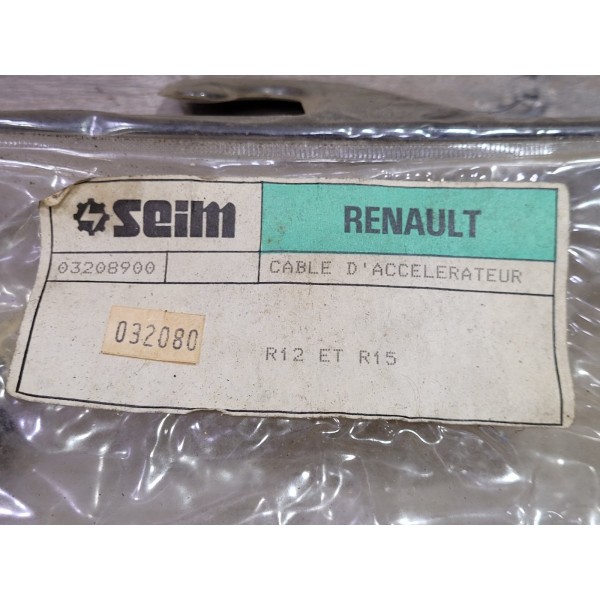 seim RENAULT
03208900 CABLE D'ACCELERATEUR
032080 R12 ET R15